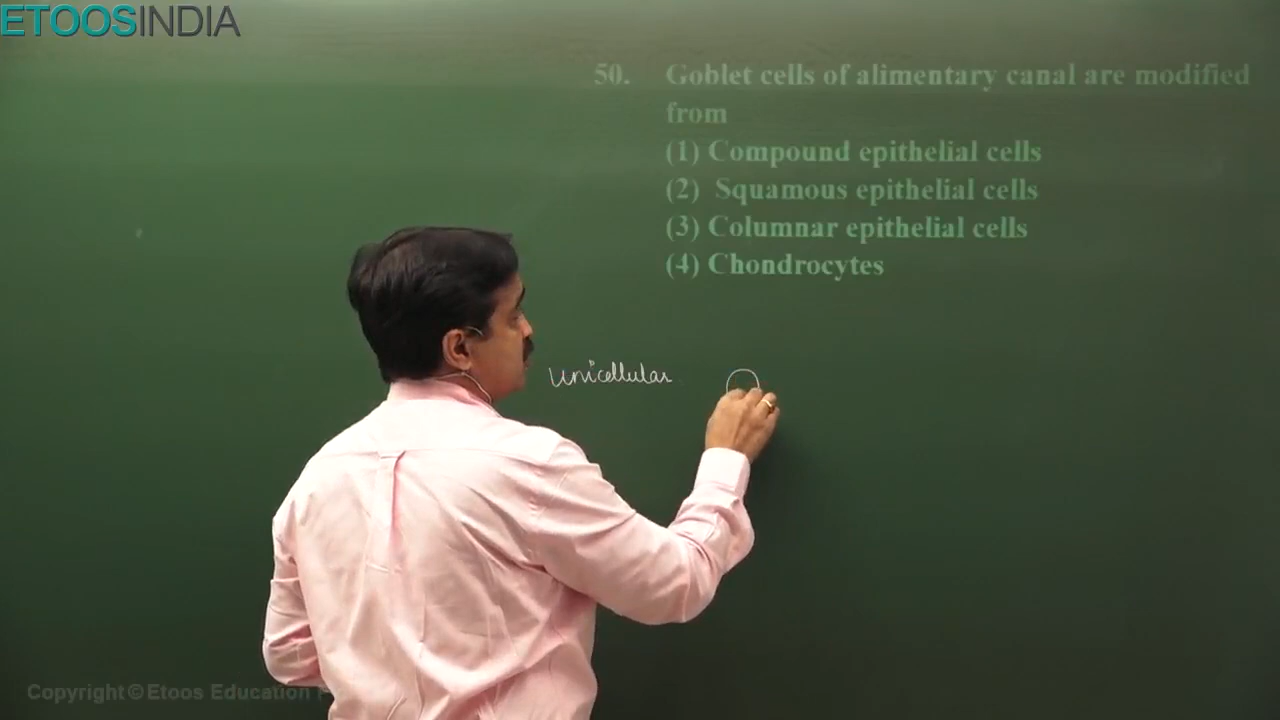 ETOOSINDIA
50. Goblet cells of alimentary canal are modified
from
(1) Compound epithelial cells
(2) Squamous epithelial cells
(3) Columnar epithelial cells
(4) Chondrocytes
Unicellular
Copyright © Etoos Education